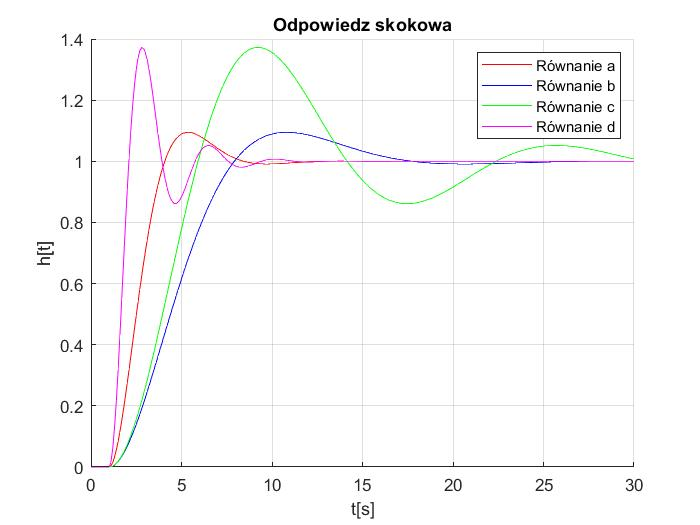 Odpowiedz skokowa
1.4
1.2
1
0.8
0.6
0.4
0.2
0
h[t]
Równanie a
Równanie b
Równanie c
Równanie d
0 5 10 15 20 25 30
t[s]